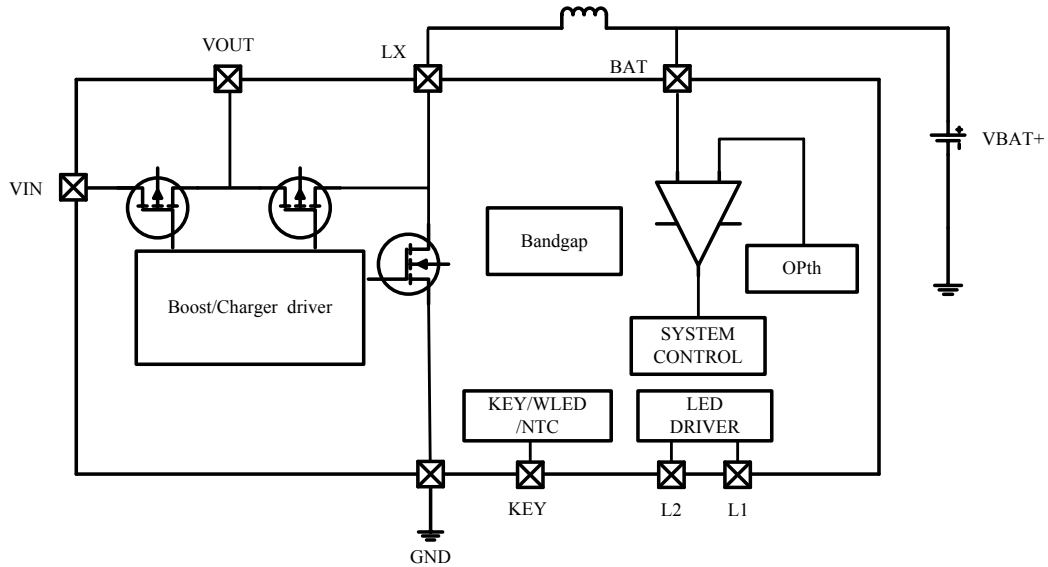 VOUT
LX
BAT
VBAT+
VIN
Bandgap
OPth
Boost/Charger driver
SYSTEM
CONTROL
KEY/WLED
/NTC
LED
DRIVER
KEY
L2
L1
GND